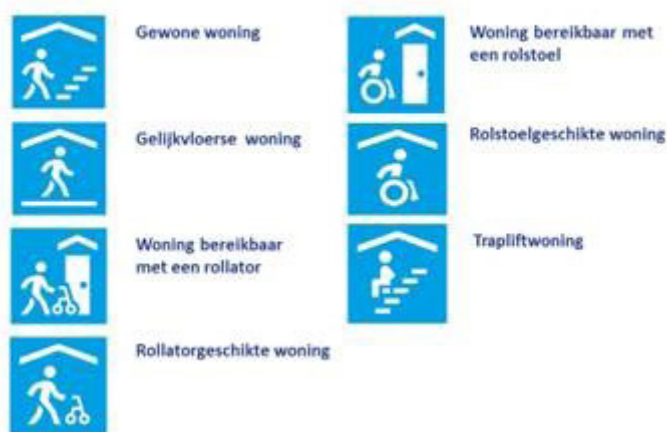 Gewone woning
Gelijkvloerse woning
Woning bereikbaar
met een rollator
Rollatorgeschikte woning
Woning bereikbaar met
een rolstoel
Rolstoelgeschikte woning
Trapliftwoning